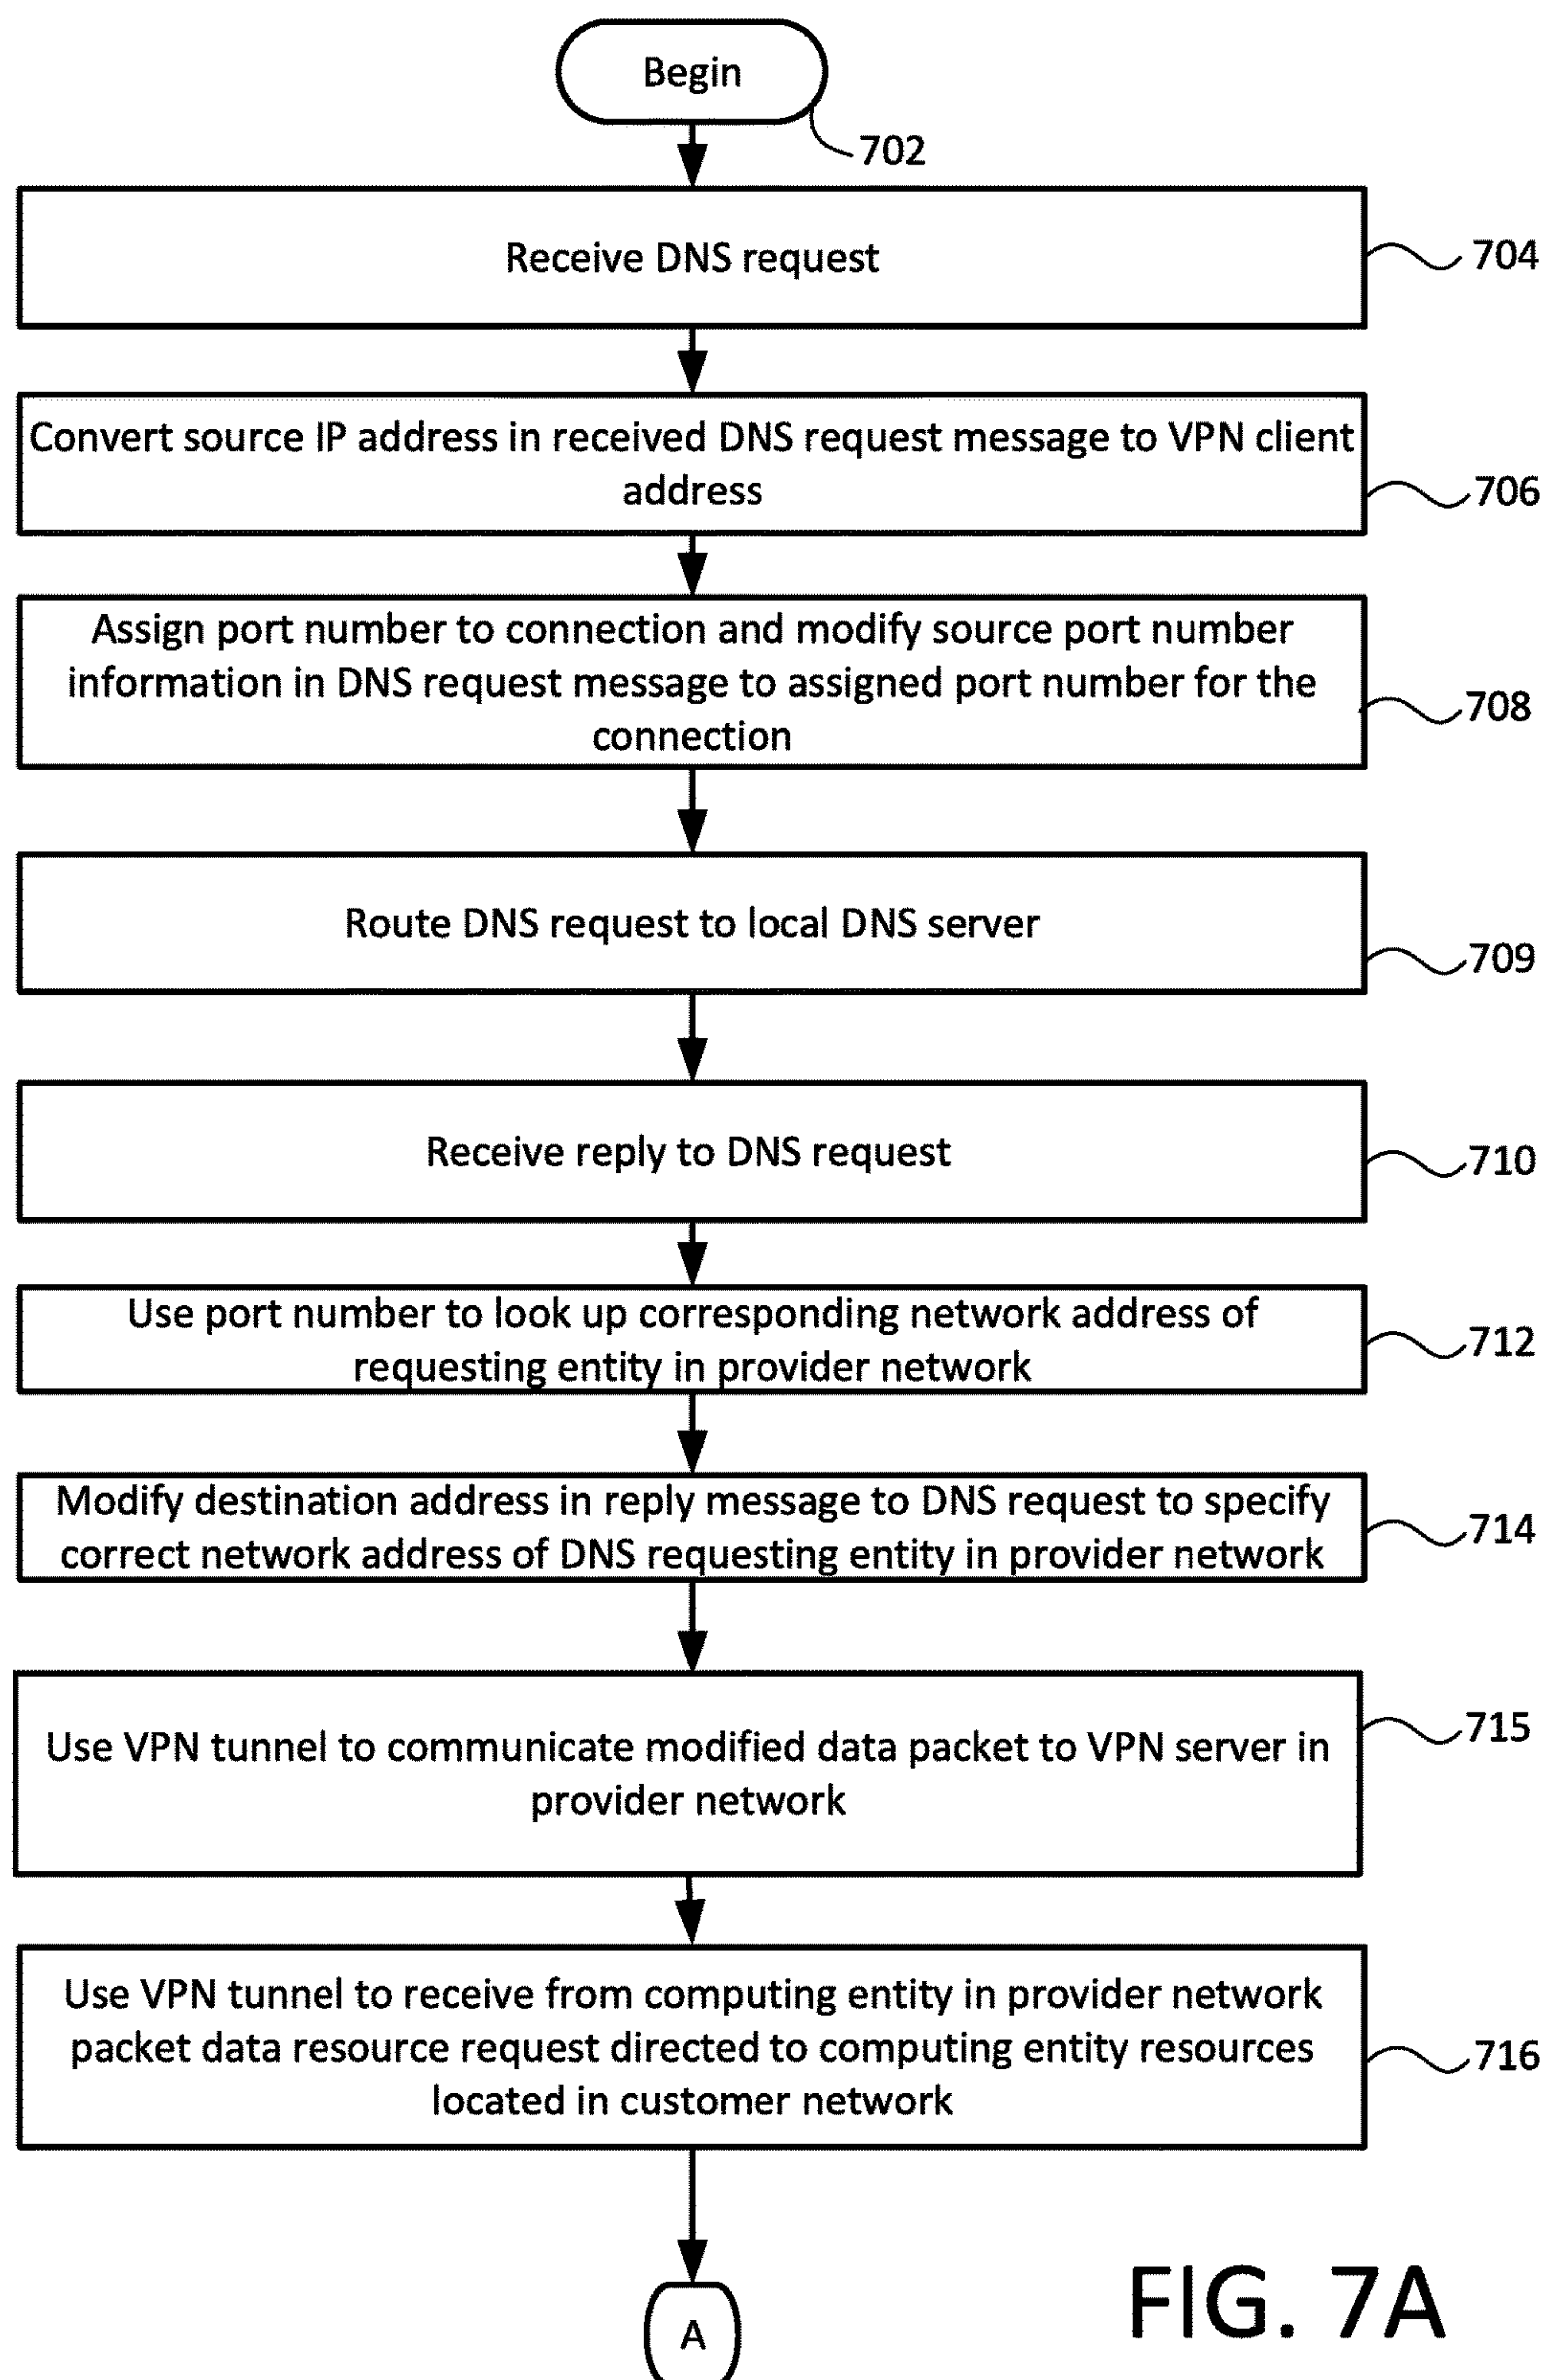 Begin
702
Receive DNS request
704
Convert source IP address in received DNS request message to VPN client
address
706
Assign port number to connection and modify source port number
information in DNS request message to assigned port number for the
connection
708
Route DNS request to local DNS server
709
Receive reply to DNS request
710
Use port number to look up corresponding network address of
requesting entity in provider network
712
Modify destination address in reply message to DNS request to specify
correct network address of DNS requesting entity in provider network
714
Use VPN tunnel to communicate modified data packet to VPN server in
provider network
715
Use VPN tunnel to receive from computing entity in provider network
packet data resource request directed to computing entity resources
located in customer network
716
A
FIG. 7A